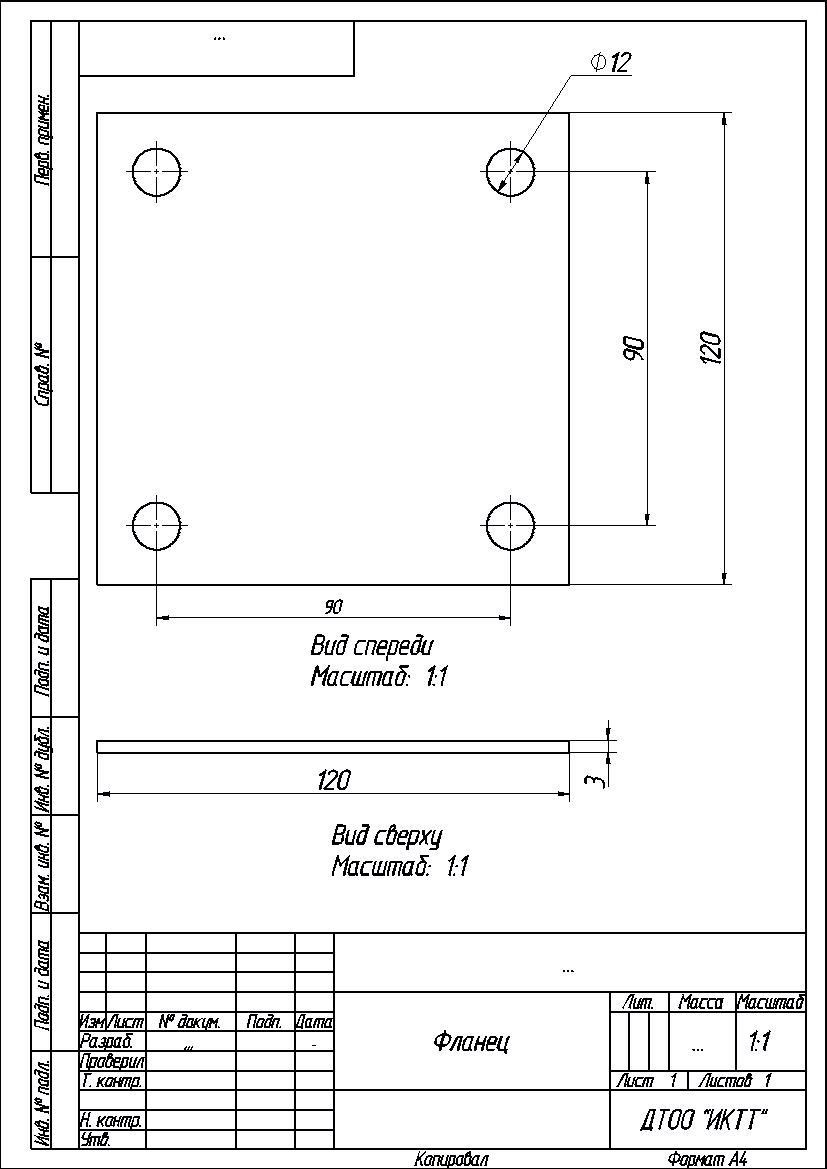 ...
Ф12
Перв. примен.
Справ. №
90
120
90
Вид спереди
Масштаб: 1:1
Подп. и дата
Инв. № дубл.
Взам. инв. №
Подп. и дата
Инв. № подл.
3
120
Вид сверху
Масштаб: 1:1
...
Изм Лист № докум. Подп. Дата
Разраб. ,,, -
Проверил
Т. контр.
Н. контр.
Утв.
Фланец
Лит. Масса Масштаб
... 1:1
Лист 1 Листов 1
ДТОО "ИКТТ"
Копировал Формат А4